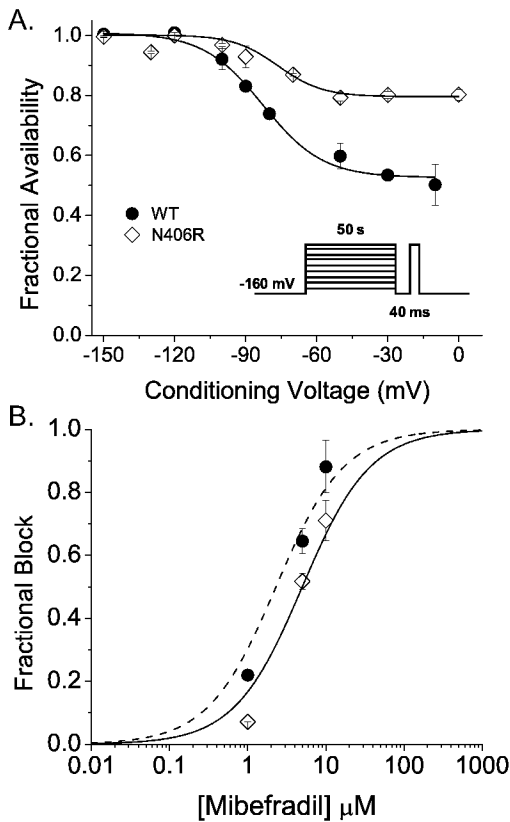 A.
1.0
0.8
0.6
0.4
0.2
0.0
Fractional Availability
WT
N406R
50 s
-160 mV
40 ms
-150 -120 -90 -60 -30 0
Conditioning Voltage (mV)
B.
1.0
0.8
0.6
0.4
0.2
0.0
Fractional Block
0.01 0.1 1 10 100 1000
[Mibefradil] μM